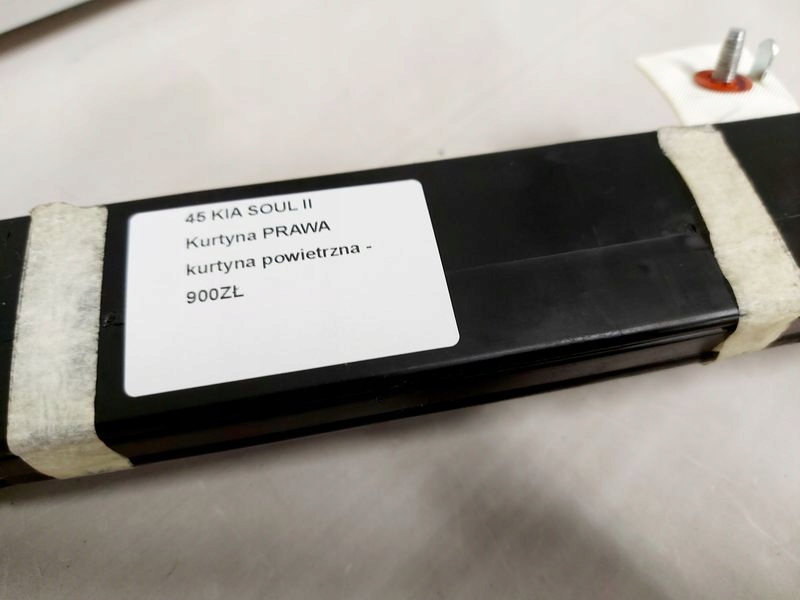 45 KIA SOUL II
Kurtyna PRAWA
kurtyna powietrzna -
900ZŁ